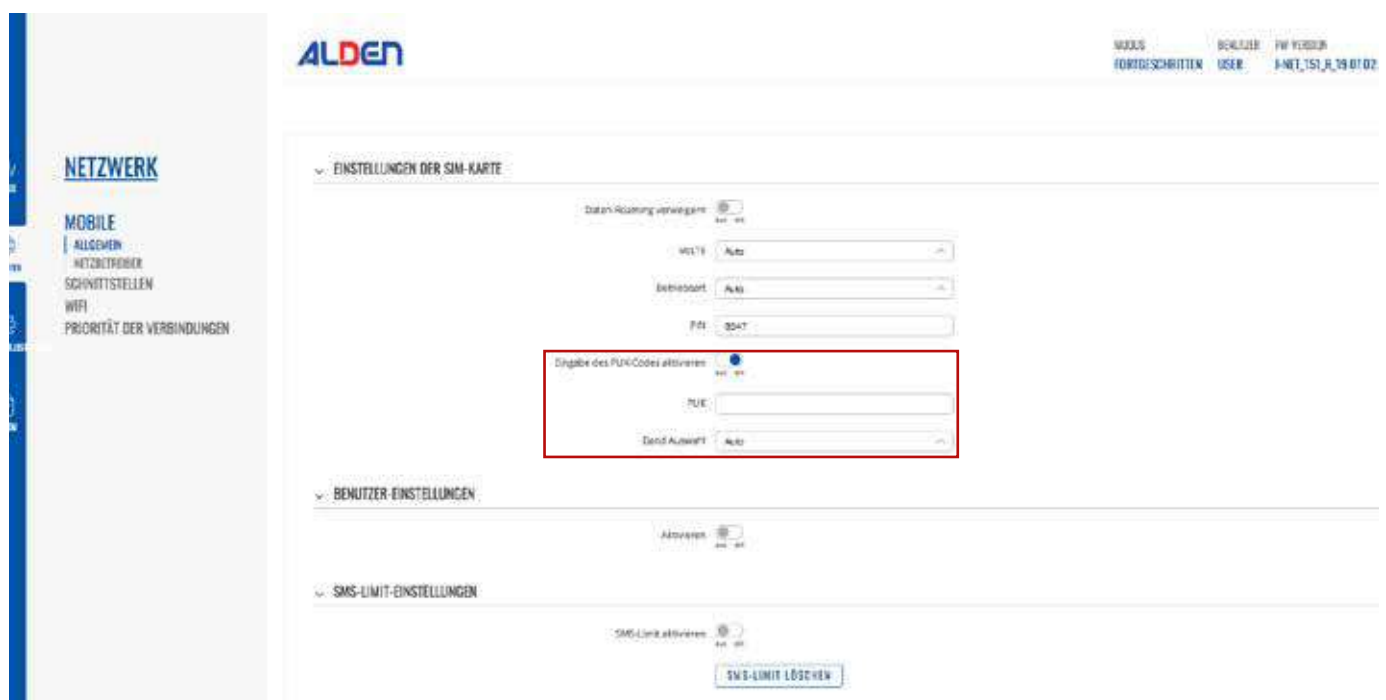 ALDEN
MODUS BENUTZER FW VERSION
FORTGESCHRITTEN USER
NETZWERK
EINSTELLUNGEN DER SIM-KARTE
Daten-Roaming verweigern
MOBILE
ALLGEMEIN
NETZBETREIBER
SCHNITTSTELLEN
WIFI
PRIORITÄT DER VERBINDUNGEN
VoLTE Auto
Betriebsart Auto
PIN
Eingabe des PUK-Codes aktivieren
PUK
Band Auswahl Auto
BENUTZER-EINSTELLUNGEN
Aktivieren
SMS-LIMIT-EINSTELLUNGEN
SMS-Limit aktivieren
SMS-LIMIT LÖSCHEN